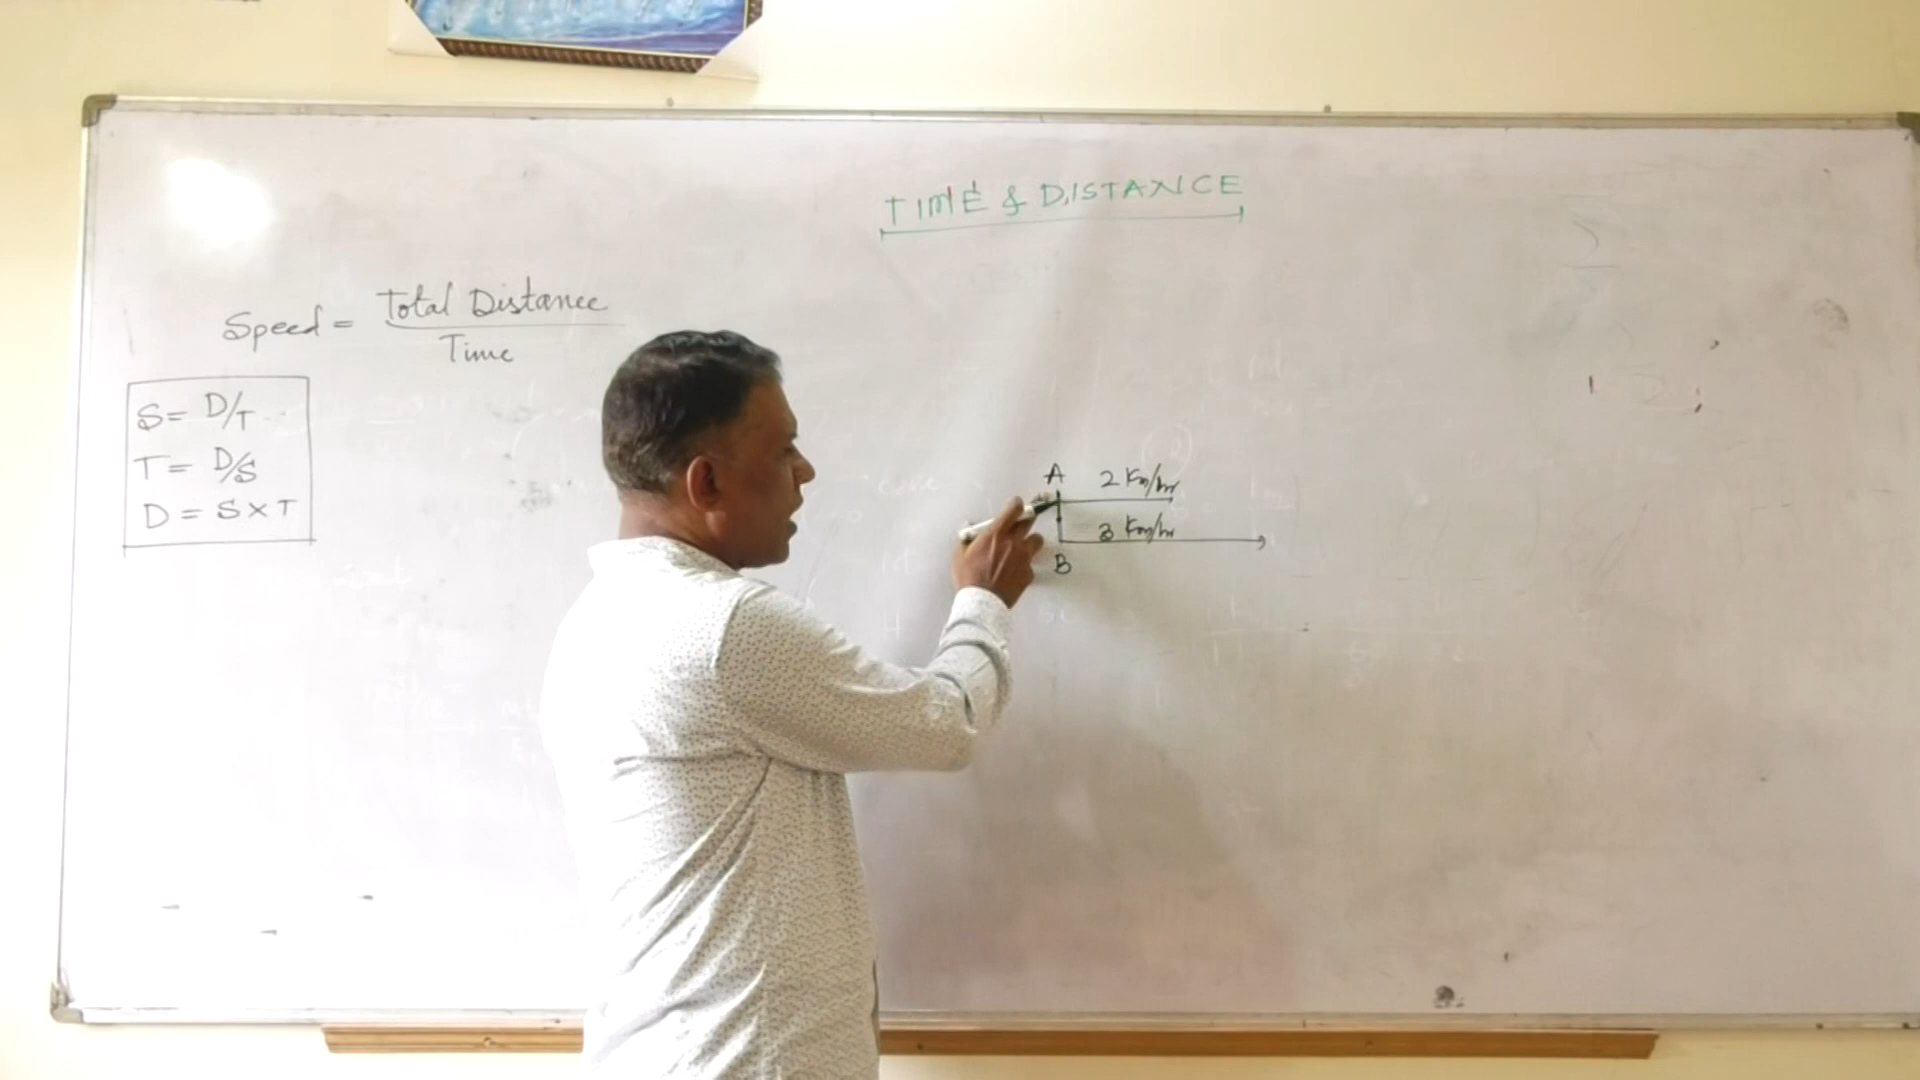 TIME & DISTANCE
Speed = Total Distance
Time
S = D/T
T = D/S
D = S x T
A 2 Km/hr
3 Km/hr
B